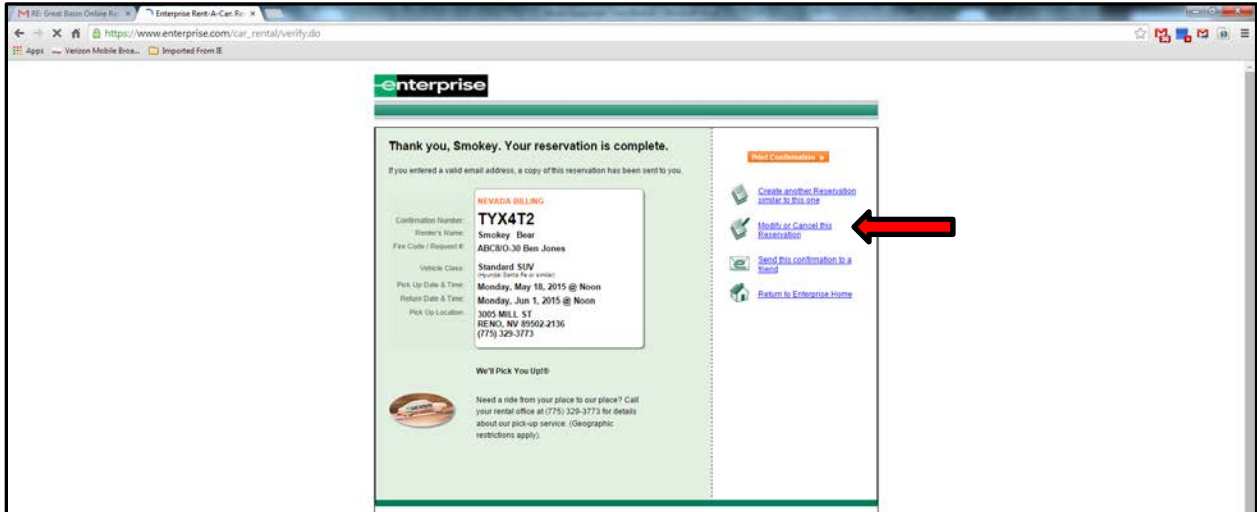 RE: Great Basin Online Re
Enterprise Rent-A-Car: Re
https://www.enterprise.com/car_rental/verify.do
Apps
Verizon Mobile Broa...
Imported From IE
enterprise
Thank you, Smokey. Your reservation is complete.
If you entered a valid email address, a copy of this reservation has been sent to you.
NEVADA BILLING
Confirmation Number: TYX4T2
Renter's Name: Smokey Bear
Fire Code / Request #: ABC8/O-30 Ben Jones
Vehicle Class: Standard SUV
(Hyundai Santa Fe or similar)
Pick Up Date & Time: Monday, May 18, 2015 @ Noon
Return Date & Time: Monday, Jun 1, 2015 @ Noon
Pick Up Location: 3005 MILL ST
RENO, NV 89502-2136
(775) 329-3773
We'll Pick You Up!®
Need a ride from your place to our place? Call
your rental office at (775) 329-3773 for details
about our pick-up service. (Geographic
restrictions apply).
Print Confirmation
Create another Reservation
similar to this one
Modify or Cancel this
Reservation
Send this confirmation to a
friend
Return to Enterprise Home